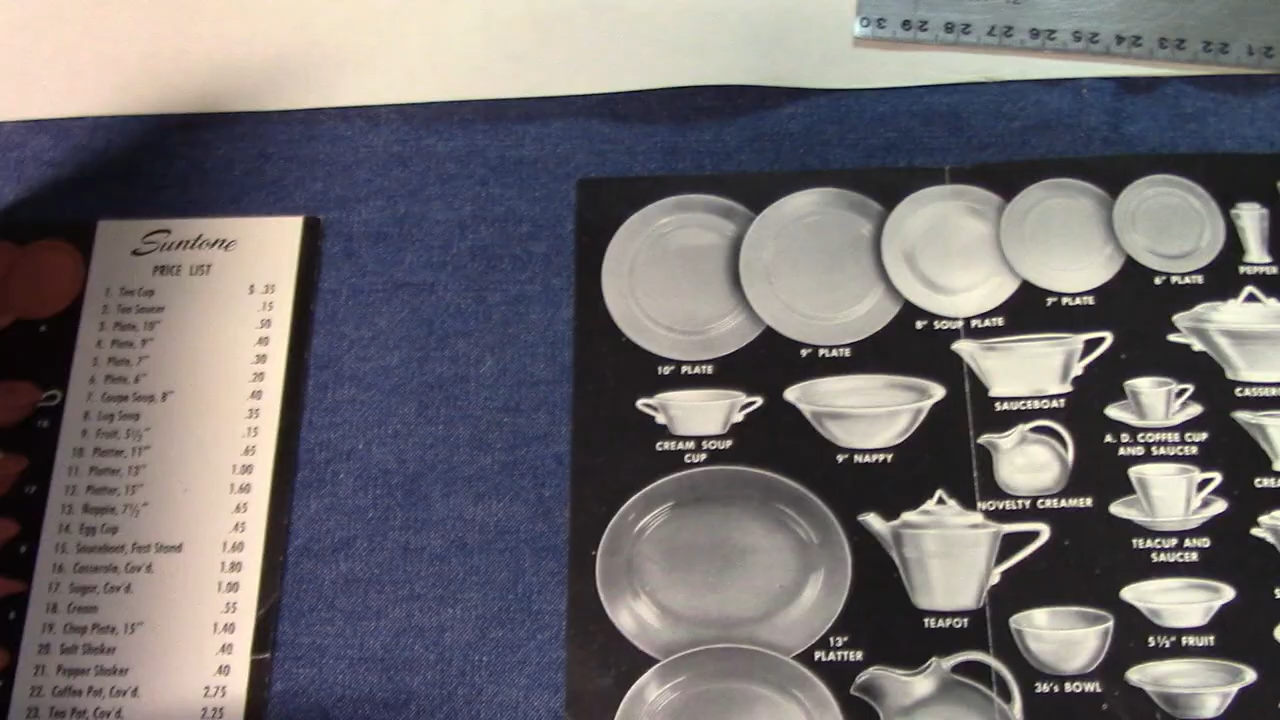 30 29 28 27 26 25 24 23 22 21
Suntone
PRICE LIST
1. Tea Cup $ .35
2. Tea Saucer .15
3. Plate, 10" .50
4. Plate, 9" .40
5. Plate, 7" .30
6. Plate, 6" .20
7. Coupe Soup, 8" .40
8. Lug Soup .35
9. Fruit, 5½" .15
10. Platter, 11" .65
11. Platter, 13" 1.00
12. Platter, 15" 1.60
13. Nappie, 7½" .65
14. Egg Cup .45
15. Sauceboat, Fast Stand 1.60
16. Casserole, Cov'd. 1.80
17. Sugar, Cov'd. 1.00
18. Cream .55
19. Chop Plate, 15" 1.40
20. Salt Shaker .40
21. Pepper Shaker .40
22. Coffee Pot, Cov'd. 2.75
23. Tea Pot, Cov'd 2.25
18
17
10" PLATE
9" PLATE
8" SOUP PLATE
7" PLATE
6" PLATE
PEPPER
CREAM SOUP
CUP
9" NAPPY
SAUCEBOAT
A. D. COFFEE CUP
AND SAUCER
CASSER
NOVELTY CREAMER
CREA
TEACUP AND
SAUCER
13"
PLATTER
TEAPOT
36's BOWL
5½" FRUIT
S